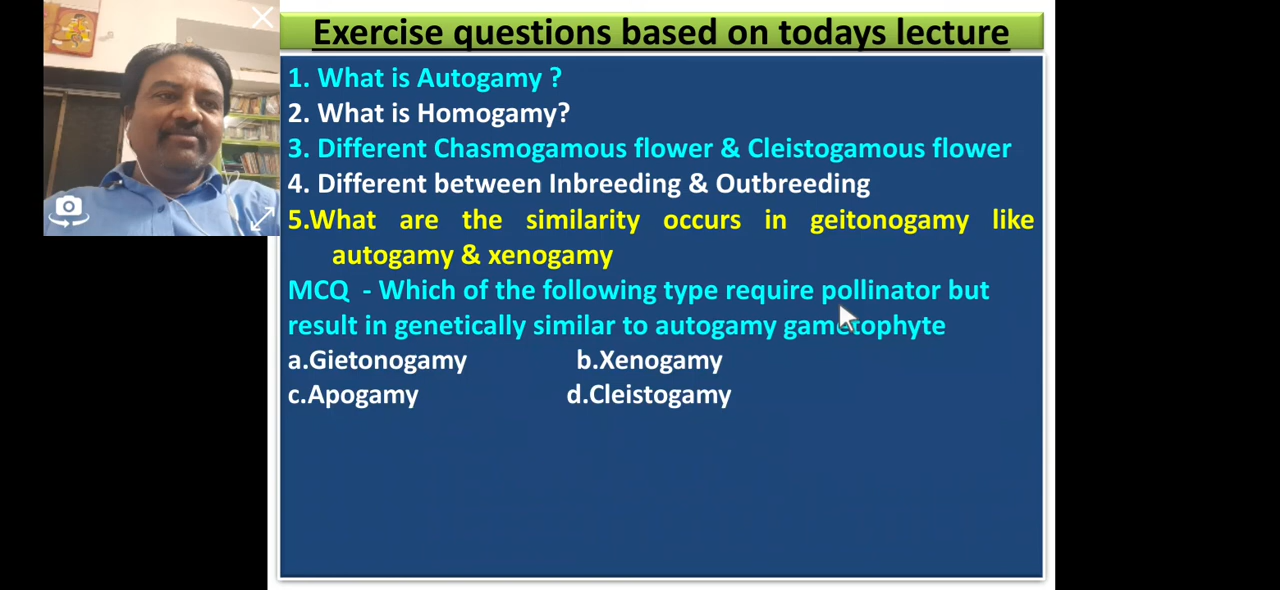 Exercise questions based on todays lecture
1. What is Autogamy ?
2. What is Homogamy?
3. Different Chasmogamous flower & Cleistogamous flower
4. Different between Inbreeding & Outbreeding
5.What are the similarity occurs in geitonogamy like
autogamy & xenogamy
MCQ - Which of the following type require pollinator but
result in genetically similar to autogamy gametophyte
a.Gietonogamy b.Xenogamy
c.Apogamy d.Cleistogamy